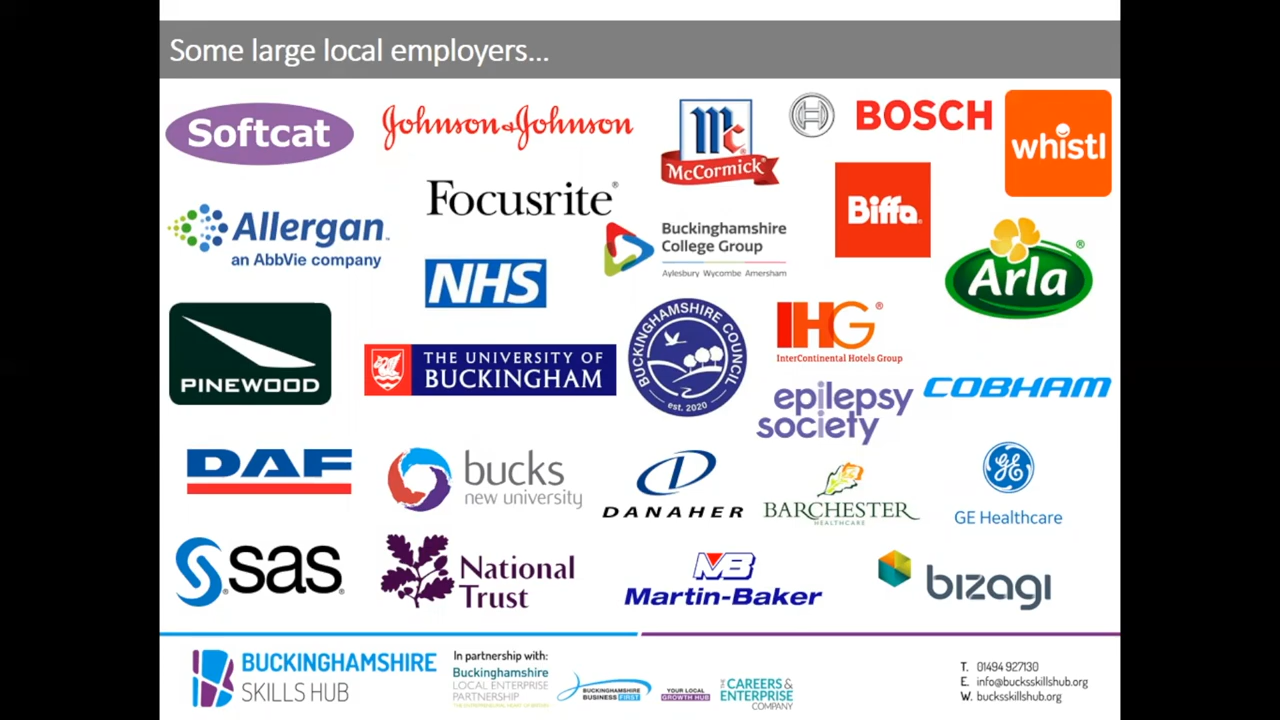 Some large local employers...
Softcat
Johnson & Johnson
Mc
McCormick®
BOSCH
whistl
Focusrite®
Biffa
Allergan™
an AbbVie company
Buckinghamshire
College Group
Aylesbury Wycombe Amersham
Arla®
NHS
PINEWOOD
THE UNIVERSITY OF
BUCKINGHAM
BUCKINGHAMSHIRE COUNCIL
est. 2020
IHG®
InterContinental Hotels Group
epilepsy
society
COBHAM
DAF
bucks
new university
DANAHER
BARCHESTER
HEALTHCARE
GE
GE Healthcare
sas®
National
Trust
MB
Martin-Baker
bizagi
BUCKINGHAMSHIRE
SKILLS HUB
In partnership with:
Buckinghamshire
LOCAL ENTERPRISE
PARTNERSHIP
BUCKINGHAMSHIRE
BUSINESS FIRST
YOUR LOCAL
GROWTH HUB
THE CAREERS &
ENTERPRISE
COMPANY
T. 01494 927130
E. info@bucksskillshub.org
W. bucksskillshub.org